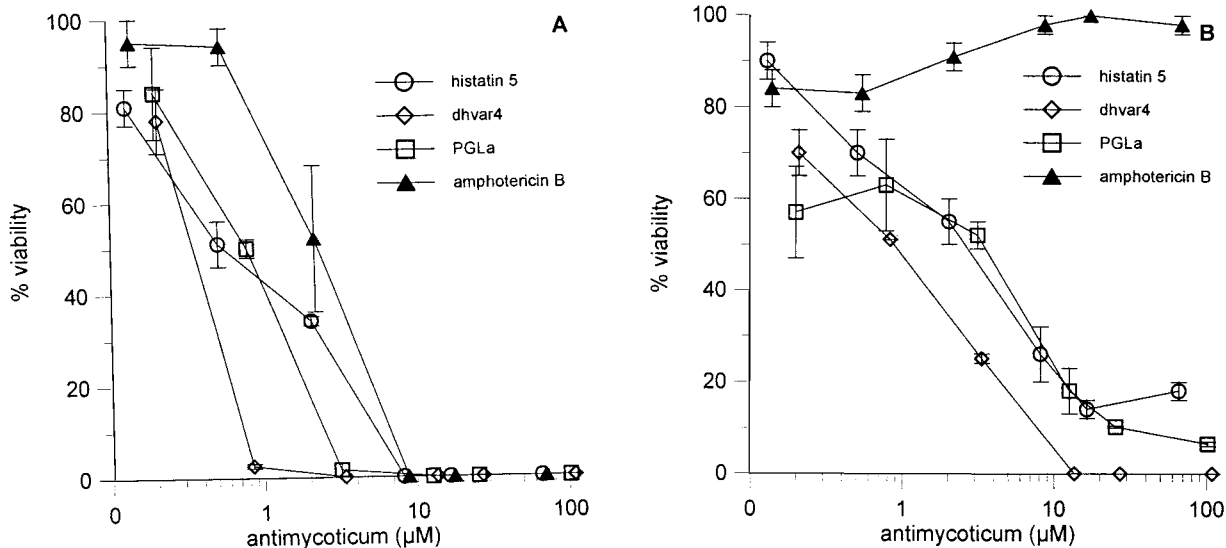 A
100
80
60
40
20
0
% viability
histatin 5
dhvar4
PGLa
amphotericin B
0 1 10 100
antimycoticum (µM)
B
100
80
60
40
20
0
% viability
histatin 5
dhvar4
PGLa
amphotericin B
0 1 10 100
antimycoticum (µM)